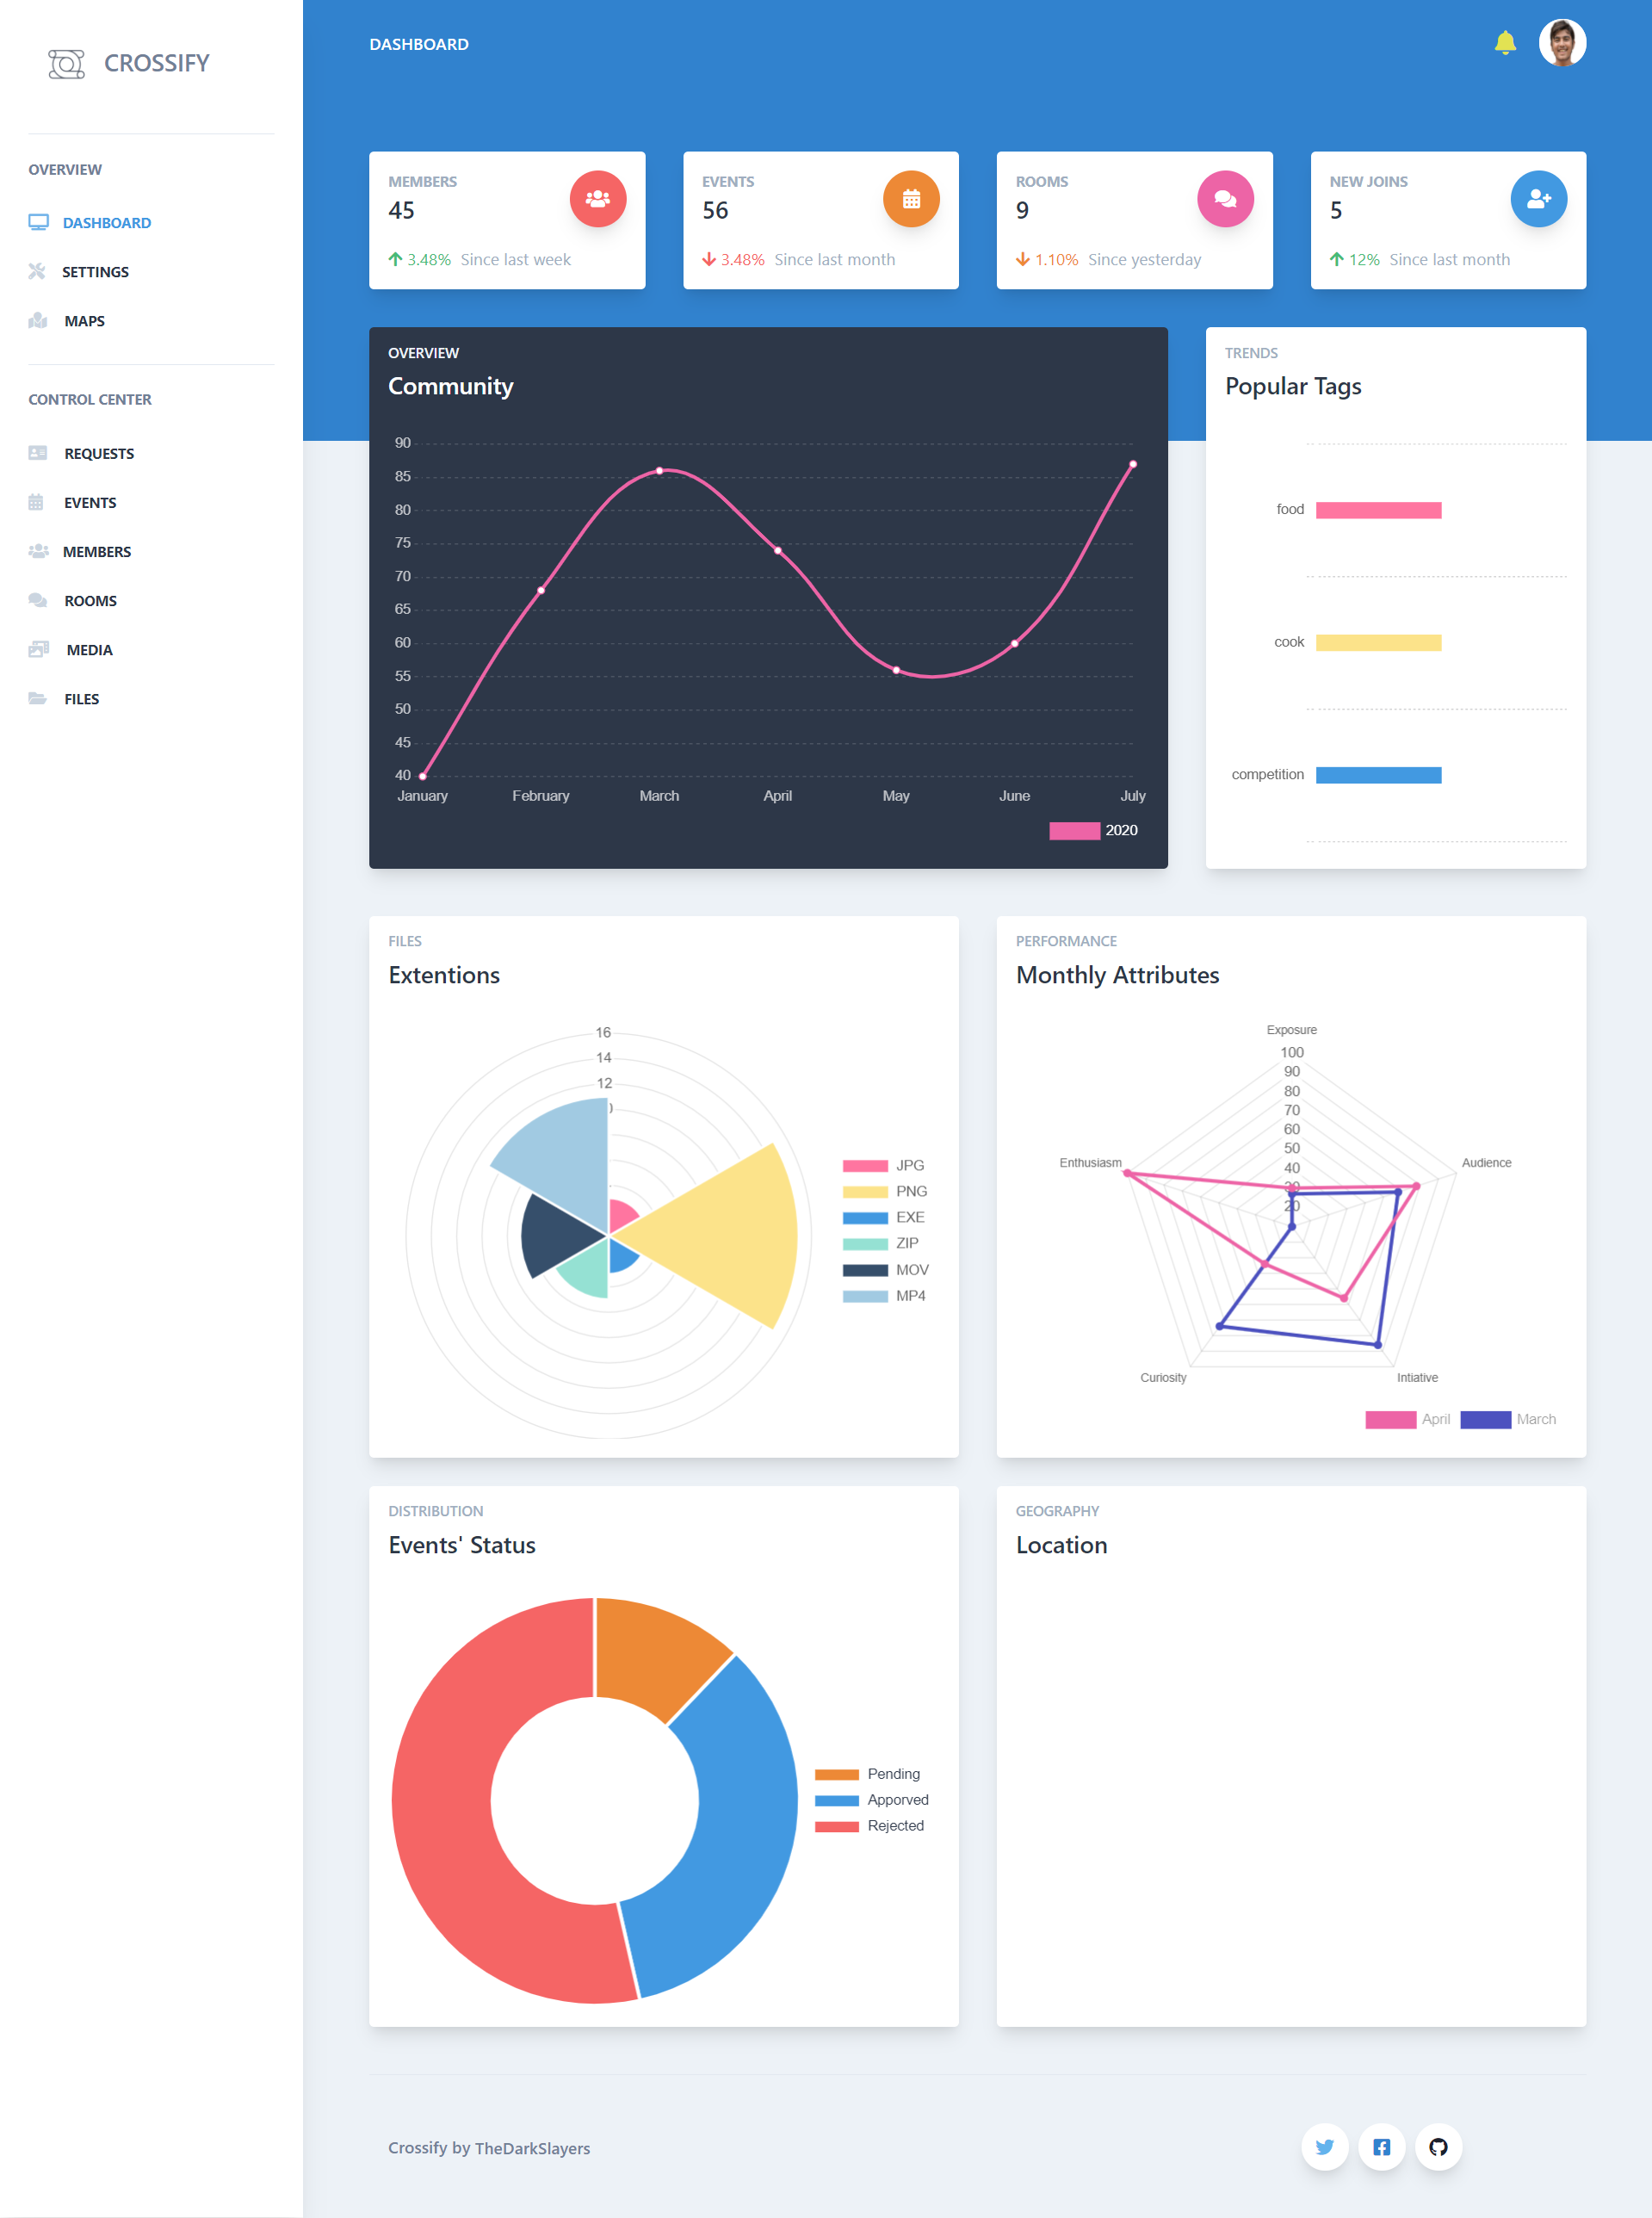 CROSSIFY
OVERVIEW
DASHBOARD
SETTINGS
MAPS
CONTROL CENTER
REQUESTS
EVENTS
MEMBERS
ROOMS
MEDIA
FILES
DASHBOARD
MEMBERS
45
3.48% Since last week
EVENTS
56
3.48% Since last month
ROOMS
9
1.10% Since yesterday
NEW JOINS
5
12% Since last month
OVERVIEW
Community
90
85
80
75
70
65
60
55
50
45
40
January February March April May June July
2020
TRENDS
Popular Tags
food
cook
competition
FILES
Extentions
16
14
12
0
JPG
PNG
EXE
ZIP
MOV
MP4
PERFORMANCE
Monthly Attributes
Exposure
100
90
80
70
60
50
40
30
20
Enthusiasm
Audience
Curiosity
Intiative
April March
DISTRIBUTION
Events' Status
Pending
Apporved
Rejected
GEOGRAPHY
Location
Crossify by TheDarkSlayers